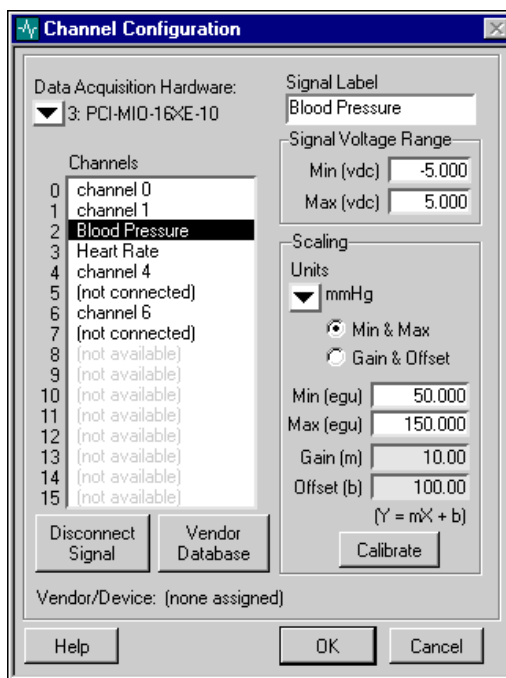 Channel Configuration
Data Acquisition Hardware:
3: PCI-MIO-16XE-10
Channels
0 channel 0
1 channel 1
2 Blood Pressure
3 Heart Rate
4 channel 4
5 (not connected)
6 channel 6
7 (not connected)
8 (not available)
9 (not available)
10 (not available)
11 (not available)
12 (not available)
13 (not available)
14 (not available)
15 (not available)
Disconnect
Signal
Vendor
Database
Signal Label
Blood Pressure
Signal Voltage Range
Min (vdc) -5.000
Max (vdc) 5.000
Scaling
Units
mmHg
Min & Max
Gain & Offset
Min (egu) 50.000
Max (egu) 150.000
Gain (m) 10.00
Offset (b) 100.00
(Y = mX + b)
Calibrate
Vendor/Device: (none assigned)
Help
OK
Cancel